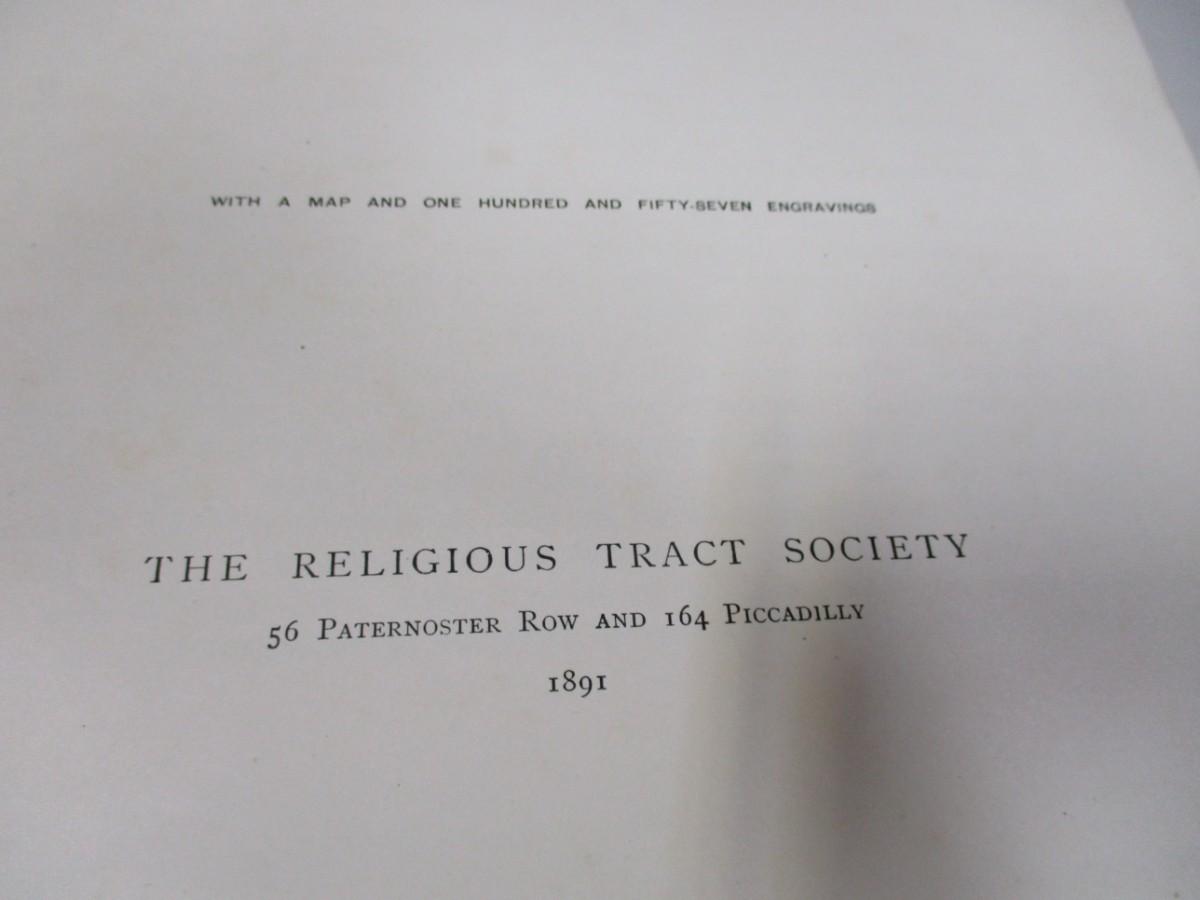 WITH A MAP AND ONE HUNDRED AND FIFTY-SEVEN ENGRAVINGS
THE RELIGIOUS TRACT SOCIETY
56 PATERNOSTER ROW AND 164 PICCADILLY
1891